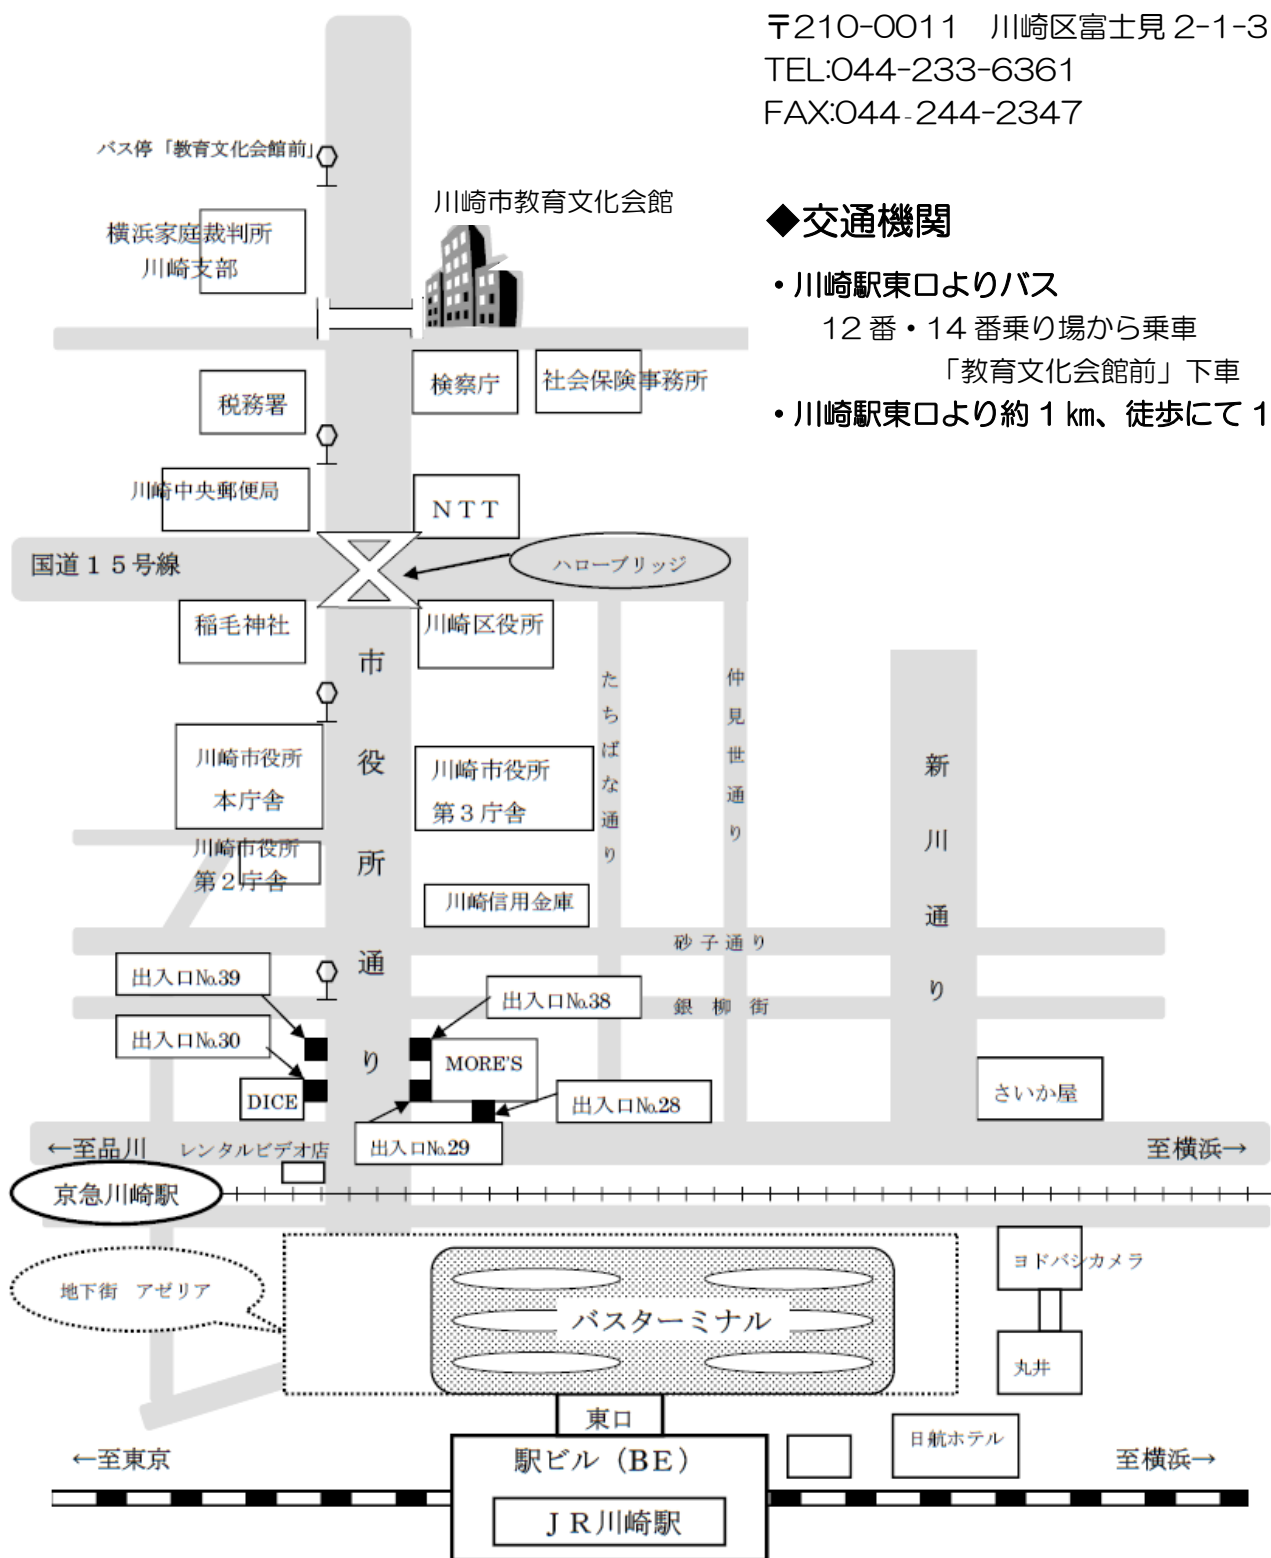 〒210-0011　川崎区富士見 2-1-3
TEL:044-233-6361
FAX:044-244-2347
◆交通機関
・川崎駅東口よりバス
12 番・14 番乗り場から乗車
「教育文化会館前」下車
・川崎駅東口より約 1 ㎞、徒歩にて 1
バス停「教育文化会館前」
川崎市教育文化会館
横浜家庭裁判所
川崎支部
税務署
検察庁
社会保険事務所
川崎中央郵便局
ＮＴＴ
国道１５号線
ハローブリッジ
稲毛神社
川崎区役所
市役所通り
たちばな通り
仲見世通り
新川通り
川崎市役所
本庁舎
川崎市役所
第３庁舎
川崎市役所
第２庁舎
川崎信用金庫
砂子通り
出入口№39
出入口№38
銀柳街
出入口№30
MORE'S
DICE
出入口№28
さいか屋
出入口№29
←至品川
レンタルビデオ店
至横浜→
京急川崎駅
地下街　アゼリア
バスターミナル
ヨドバシカメラ
丸井
東口
日航ホテル
←至東京
駅ビル（BE）
至横浜→
ＪＲ川崎駅